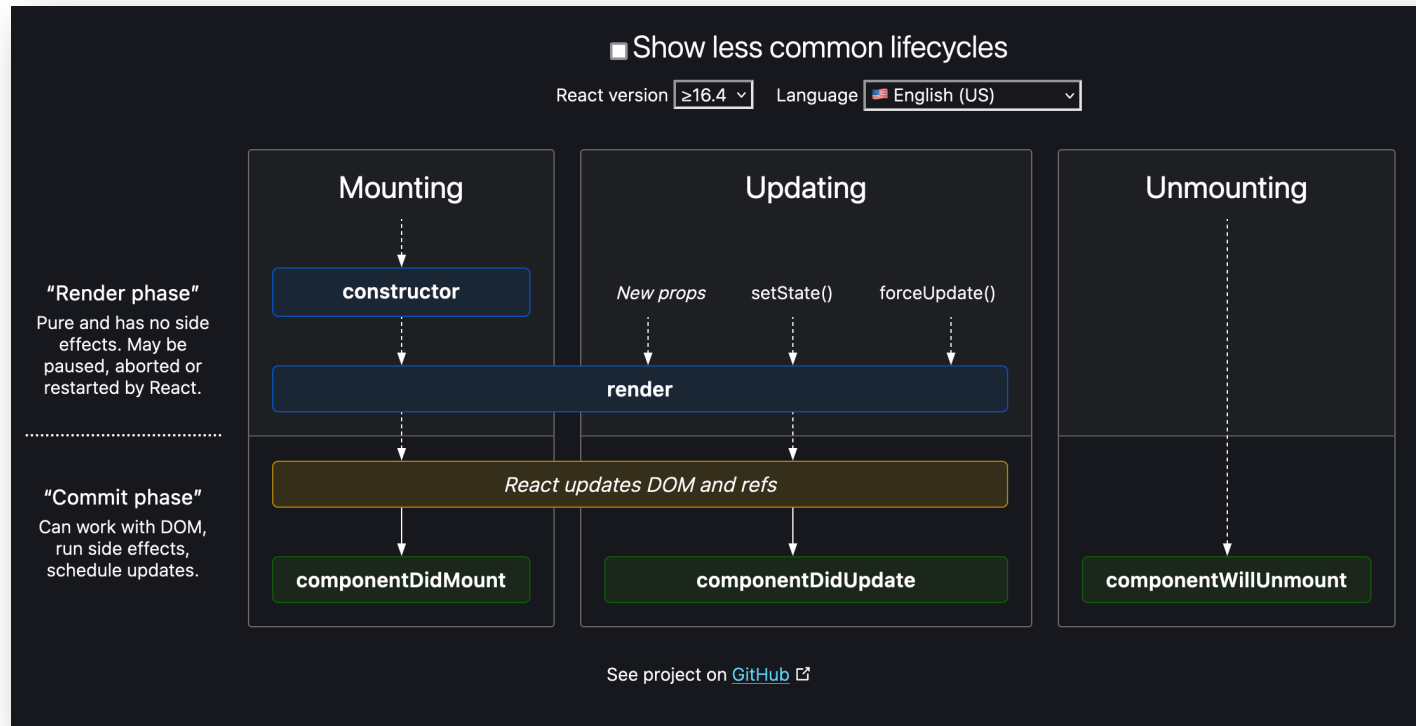 Show less common lifecycles
React version ≥16.4 Language 🇺🇸 English (US)
Mounting
Updating
Unmounting
“Render phase”
Pure and has no side
effects. May be
paused, aborted or
restarted by React.
constructor
New props
setState()
forceUpdate()
render
“Commit phase”
Can work with DOM,
run side effects,
schedule updates.
React updates DOM and refs
componentDidMount
componentDidUpdate
componentWillUnmount
See project on GitHub